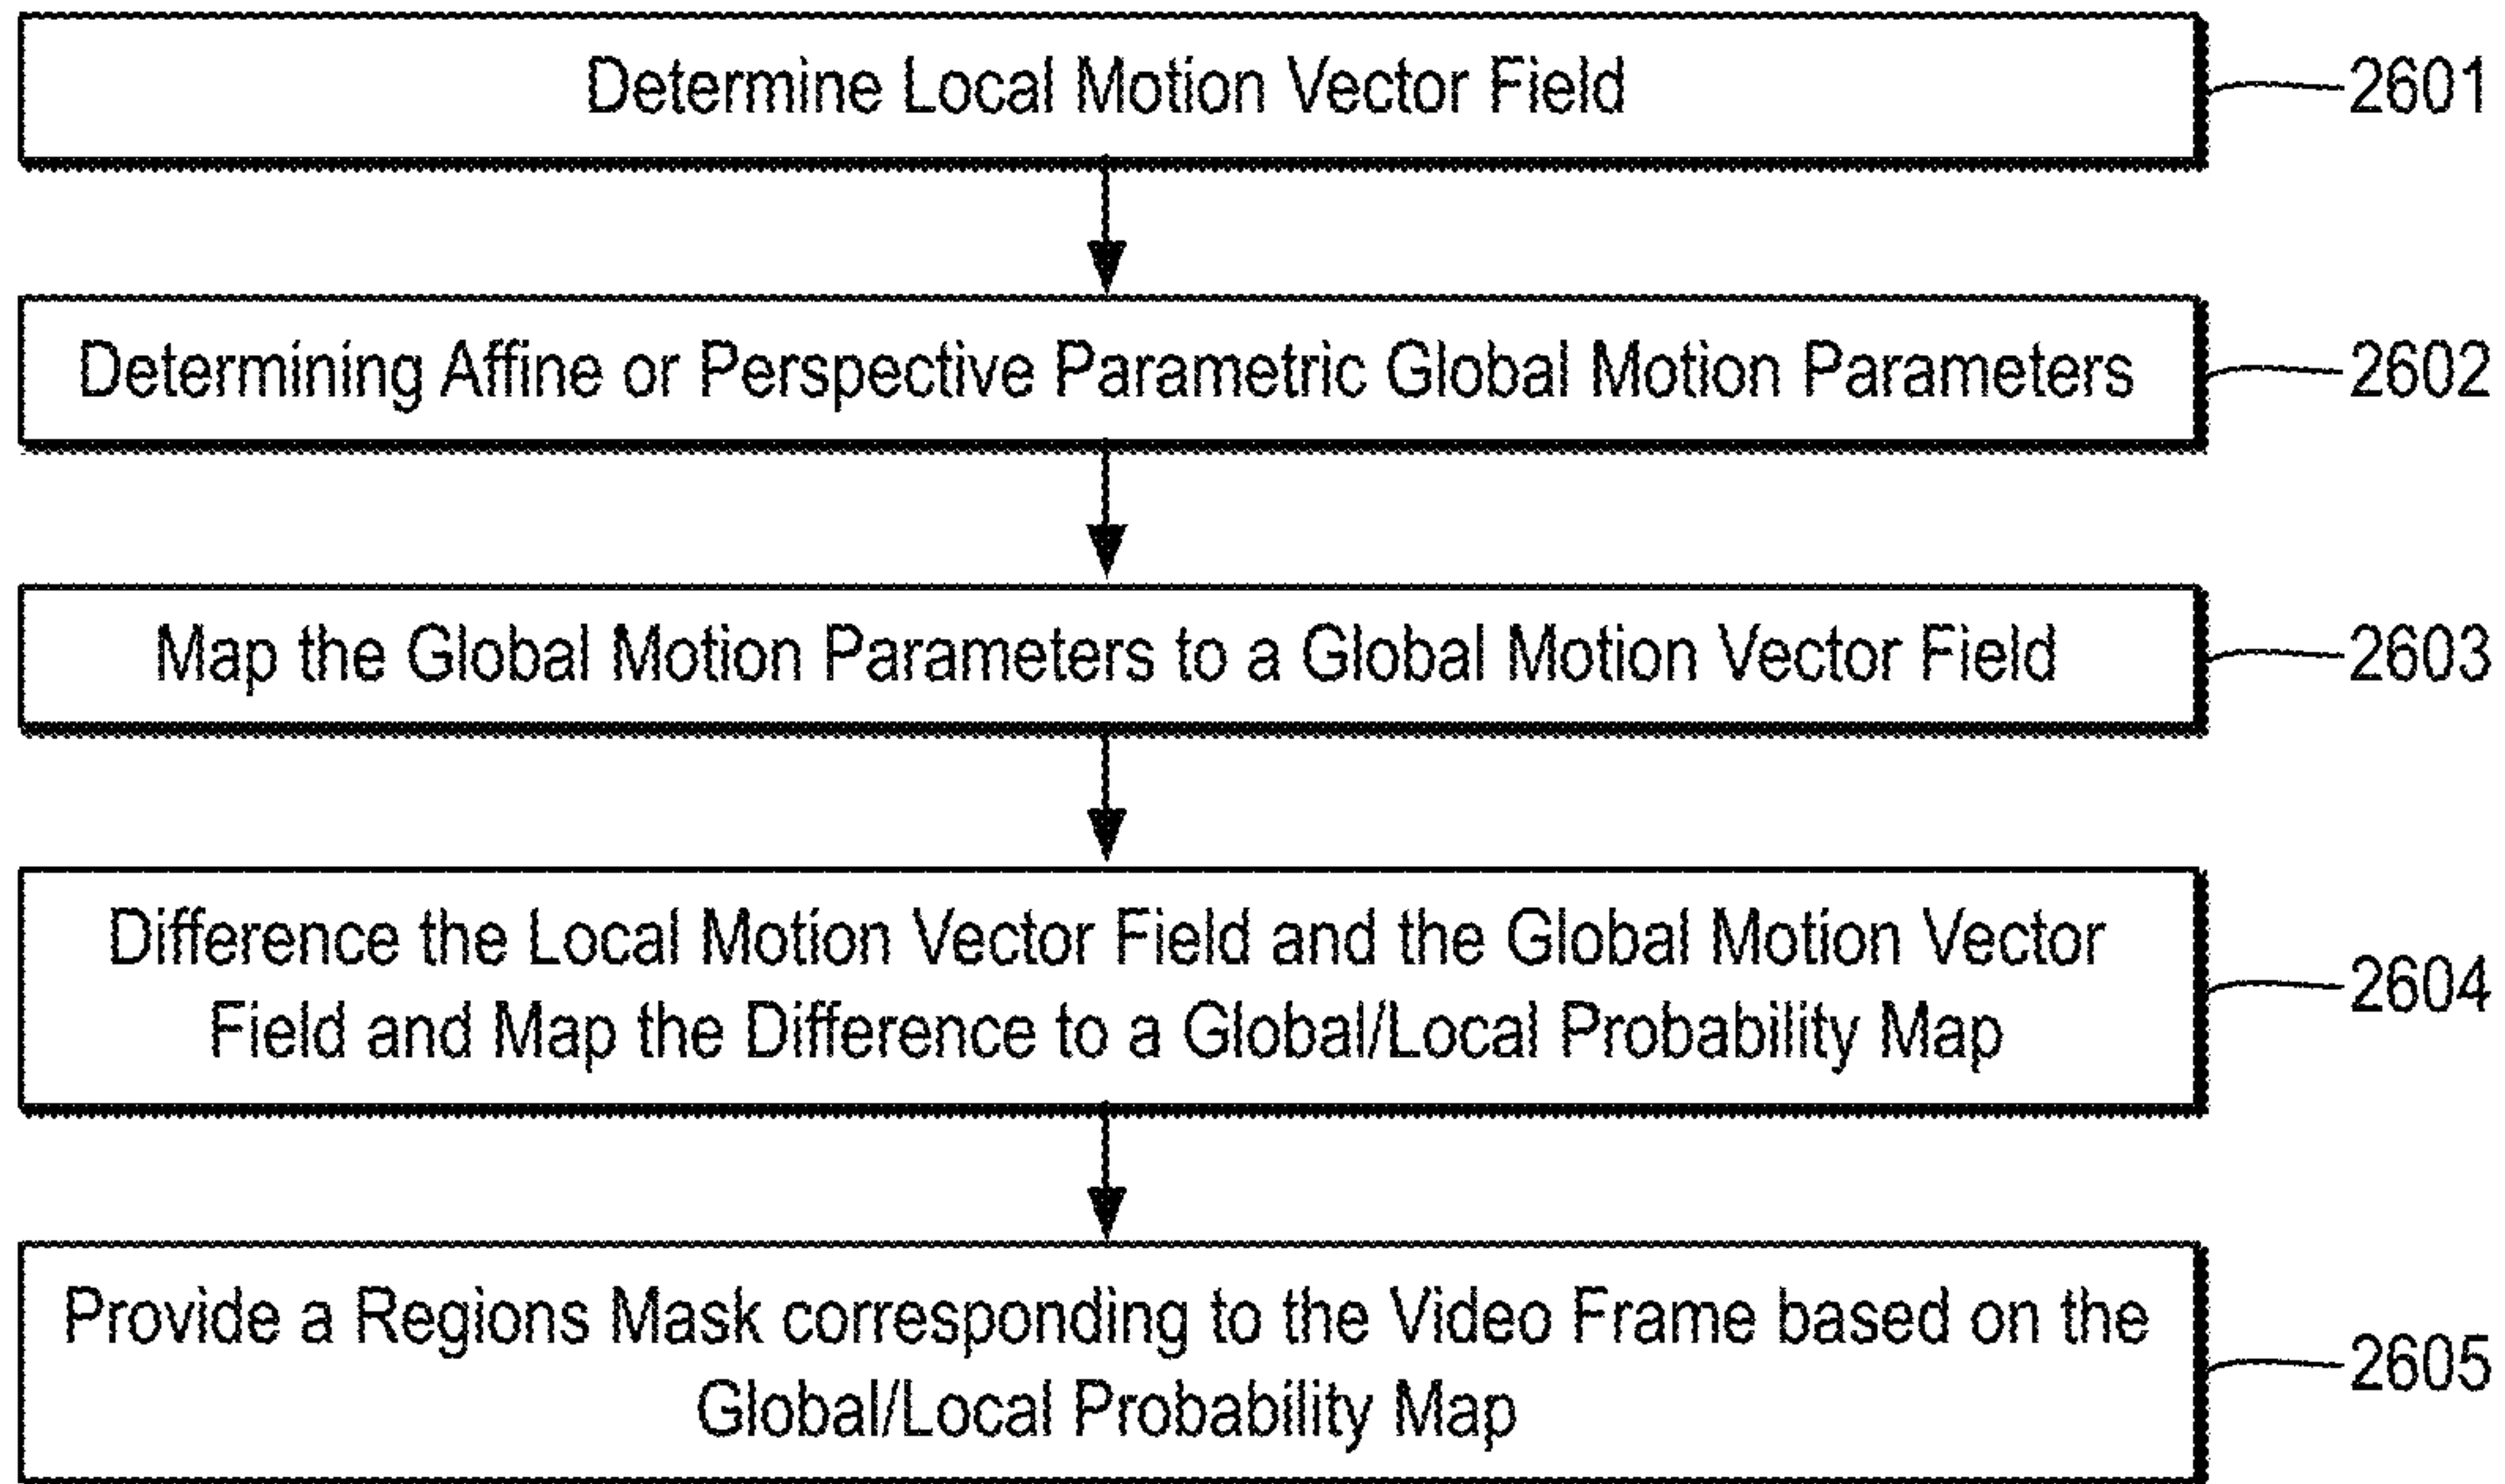 Determine Local Motion Vector Field
2601
Determining Affine or Perspective Parametric Global Motion Parameters
2602
Map the Global Motion Parameters to a Global Motion Vector Field
2603
Difference the Local Motion Vector Field and the Global Motion Vector
Field and Map the Difference to a Global/Local Probability Map
2604
Provide a Regions Mask corresponding to the Video Frame based on the
Global/Local Probability Map
2605